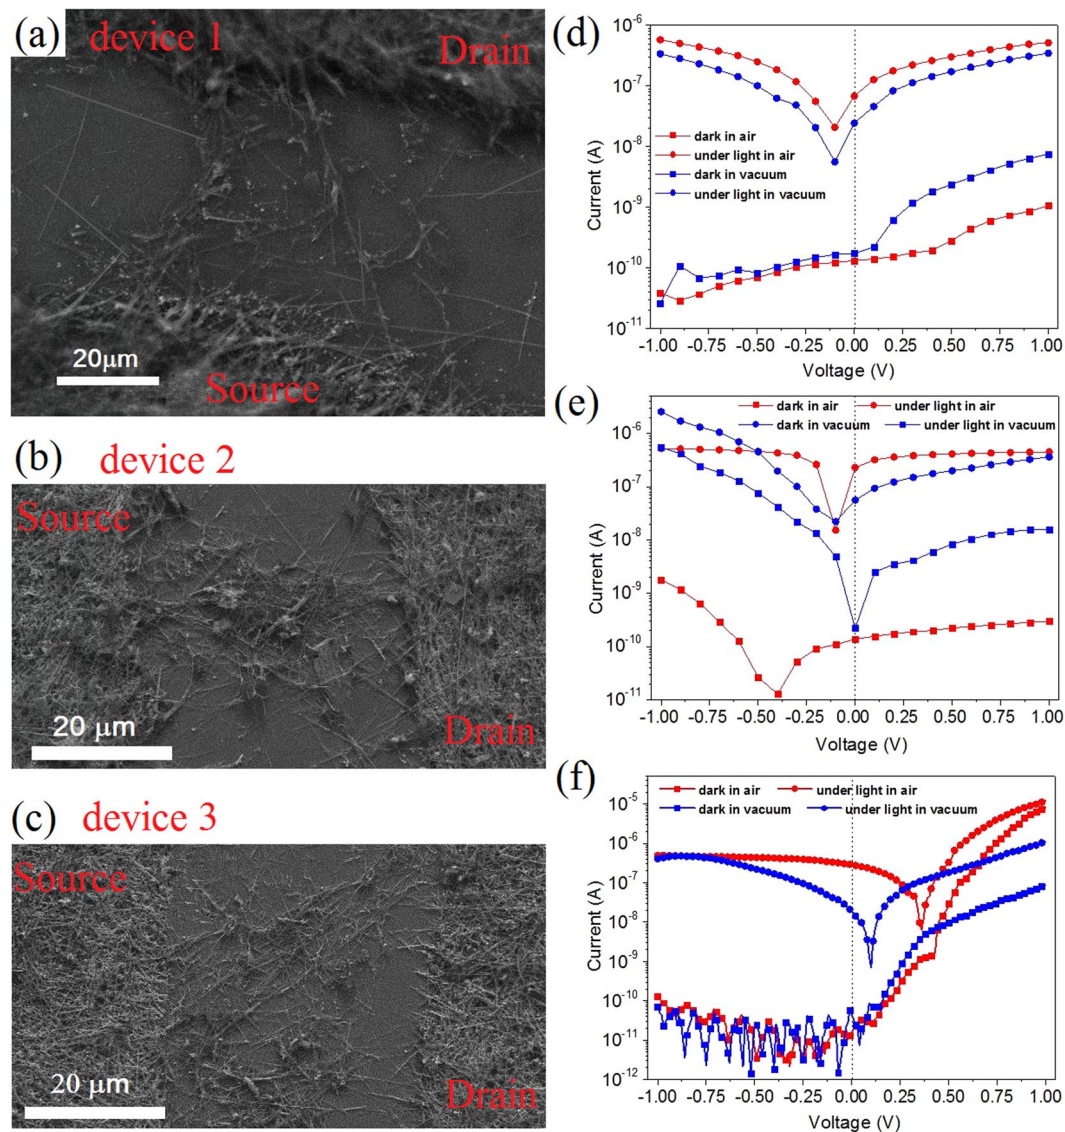 (a) device 1
Drain
20μm
Source
(b) device 2
Source
20 μm
Drain
(c) device 3
Source
20 μm
Drain
(d)
10-6
10-7
10-8
10-9
10-10
10-11
Current (A)
dark in air
under light in air
dark in vacuum
under light in vacuum
-1.00 -0.75 -0.50 -0.25 0.00 0.25 0.50 0.75 1.00
Voltage (V)
(e)
dark in air under light in air
dark in vacuum under light in vacuum
10-6
10-7
10-8
10-9
10-10
10-11
Current (A)
-1.00 -0.75 -0.50 -0.25 0.00 0.25 0.50 0.75 1.00
Voltage (V)
(f)
dark in air under light in air
dark in vacuum under light in vacuum
10-5
10-6
10-7
10-8
10-9
10-10
10-11
10-12
Current (A)
-1.00 -0.75 -0.50 -0.25 0.00 0.25 0.50 0.75 1.00
Voltage (V)